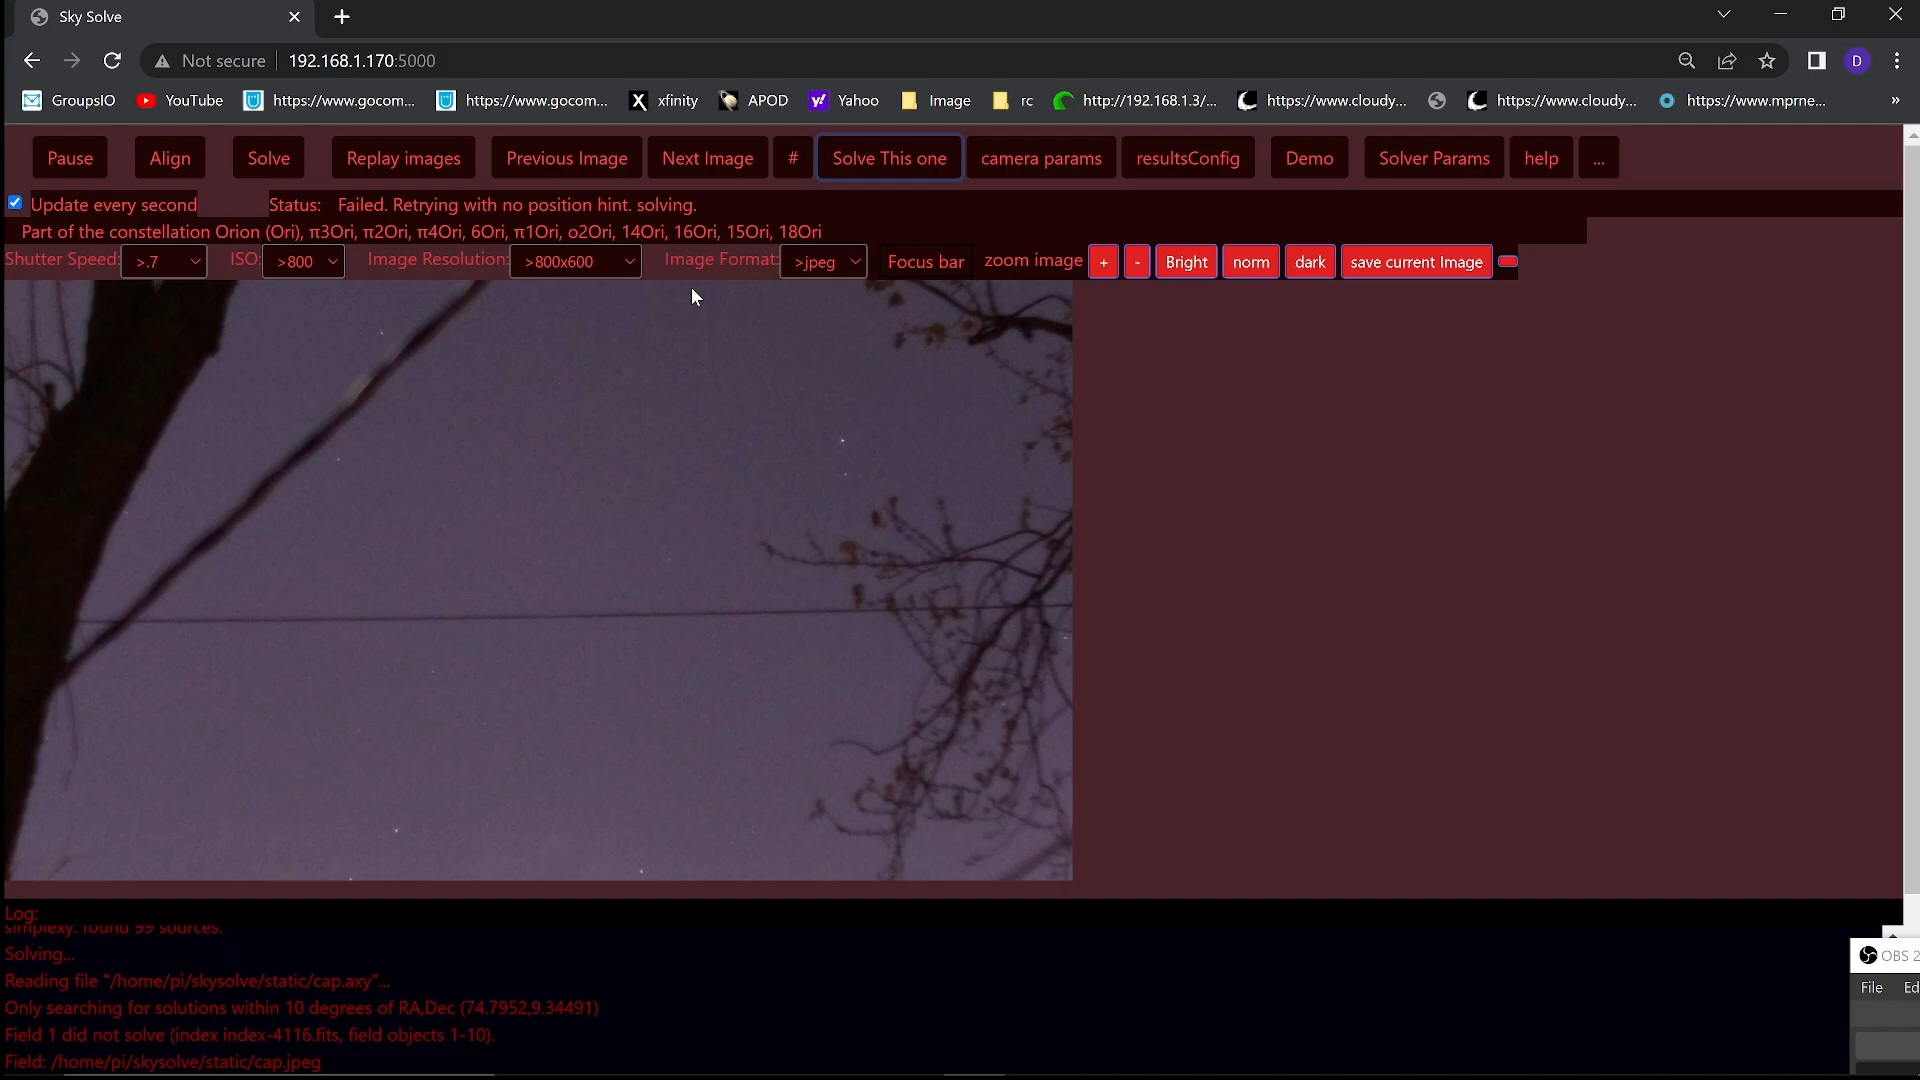 Sky Solve
Not secure 192.168.1.170:5000
GroupsIO YouTube https://www.gocom... https://www.gocom... xfinity APOD Yahoo Image rc http://192.168.1.3/... https://www.cloudy... https://www.cloudy... https://www.mprne... »
Pause Align Solve Replay images Previous Image Next Image # Solve This one camera params resultsConfig Demo Solver Params help ...
Update every second Status: Failed. Retrying with no position hint. solving.
Part of the constellation Orion (Ori), π3Ori, π2Ori, π4Ori, 6Ori, π1Ori, o2Ori, 14Ori, 16Ori, 15Ori, 18Ori
Shutter Speed: >.7 ISO: >800 Image Resolution: >800x600 Image Format: >jpeg Focus bar zoom image + - Bright norm dark save current Image
Log:
simplexy: found 99 sources.
Solving...
Reading file "/home/pi/skysolve/static/cap.axy"...
Only searching for solutions within 10 degrees of RA,Dec (74.7952,9.34491)
Field 1 did not solve (index index-4116.fits, field objects 1-10).
Field: /home/pi/skysolve/static/cap.jpeg
D
OBS 2
File Ed